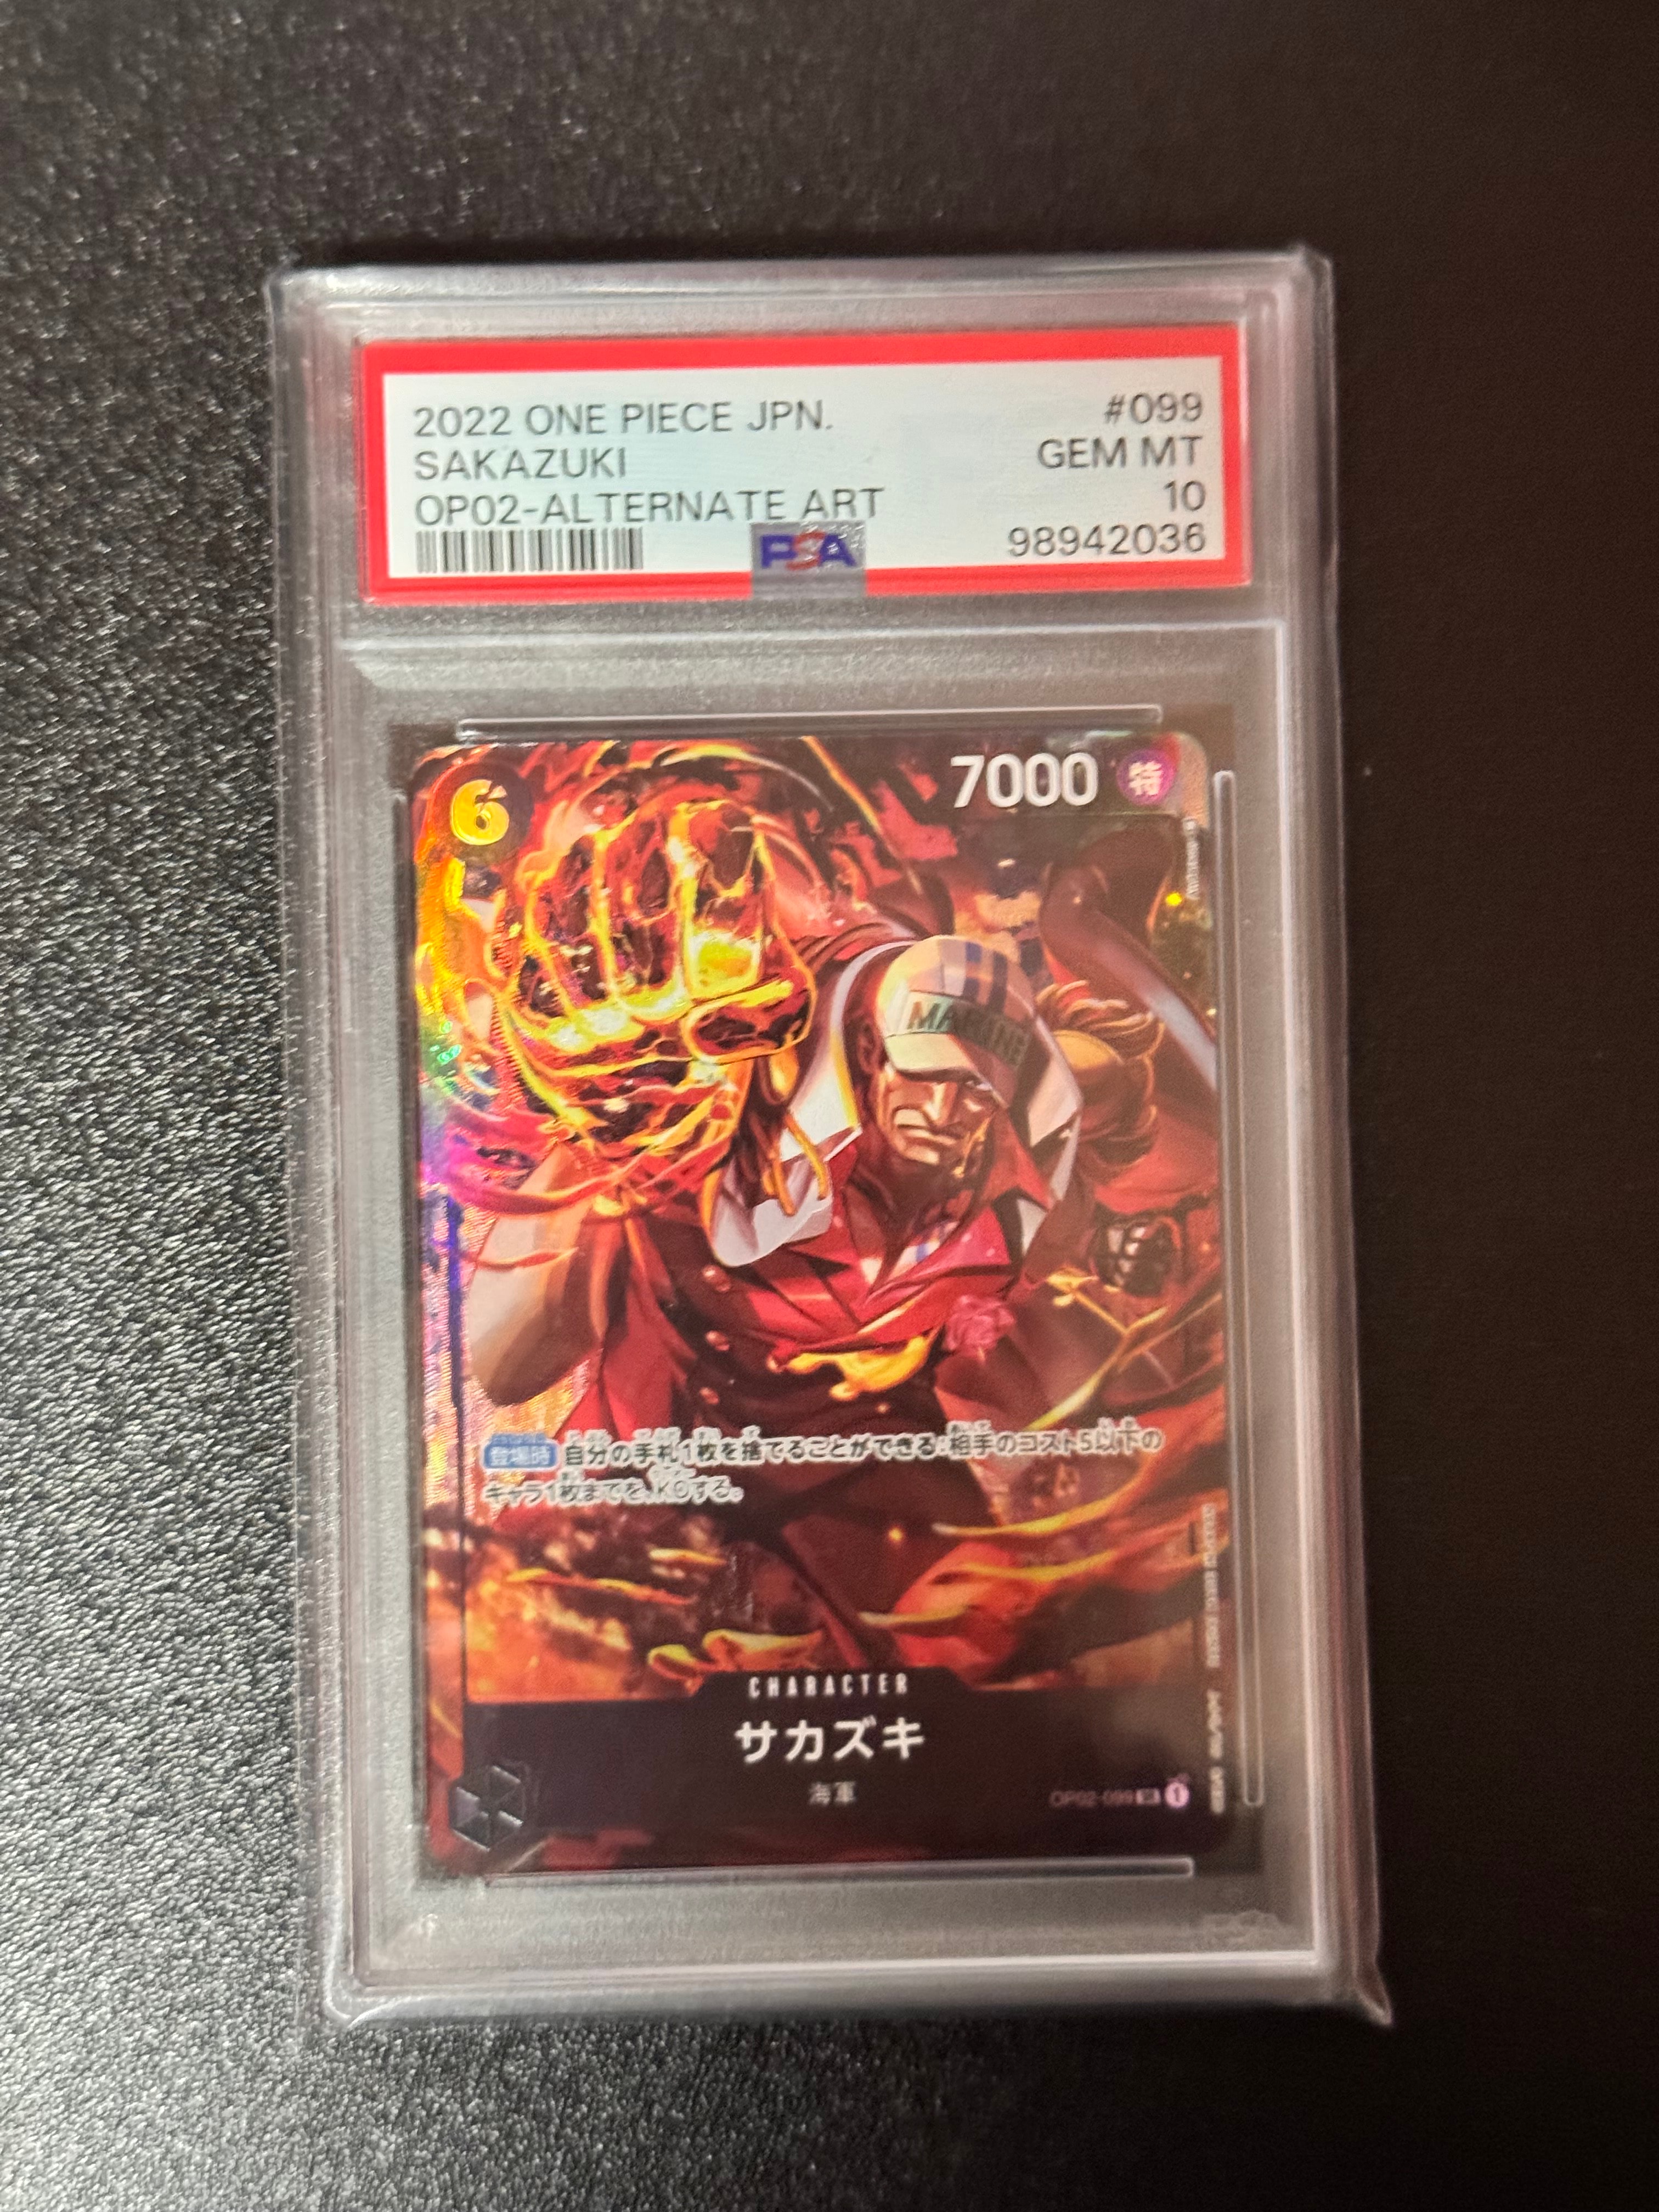 2022 ONE PIECE JPN.
#099
SAKAZUKI
GEM MT
OP02-ALTERNATE ART
10
PSA
98942036
6
7000 特
MARINE
登場時 自分の手札1枚を捨てることができる:相手のコスト5以下の
キャラ1枚までを、KOする。
CHARACTER
サカズキ
海軍
OP02-099 SR 1